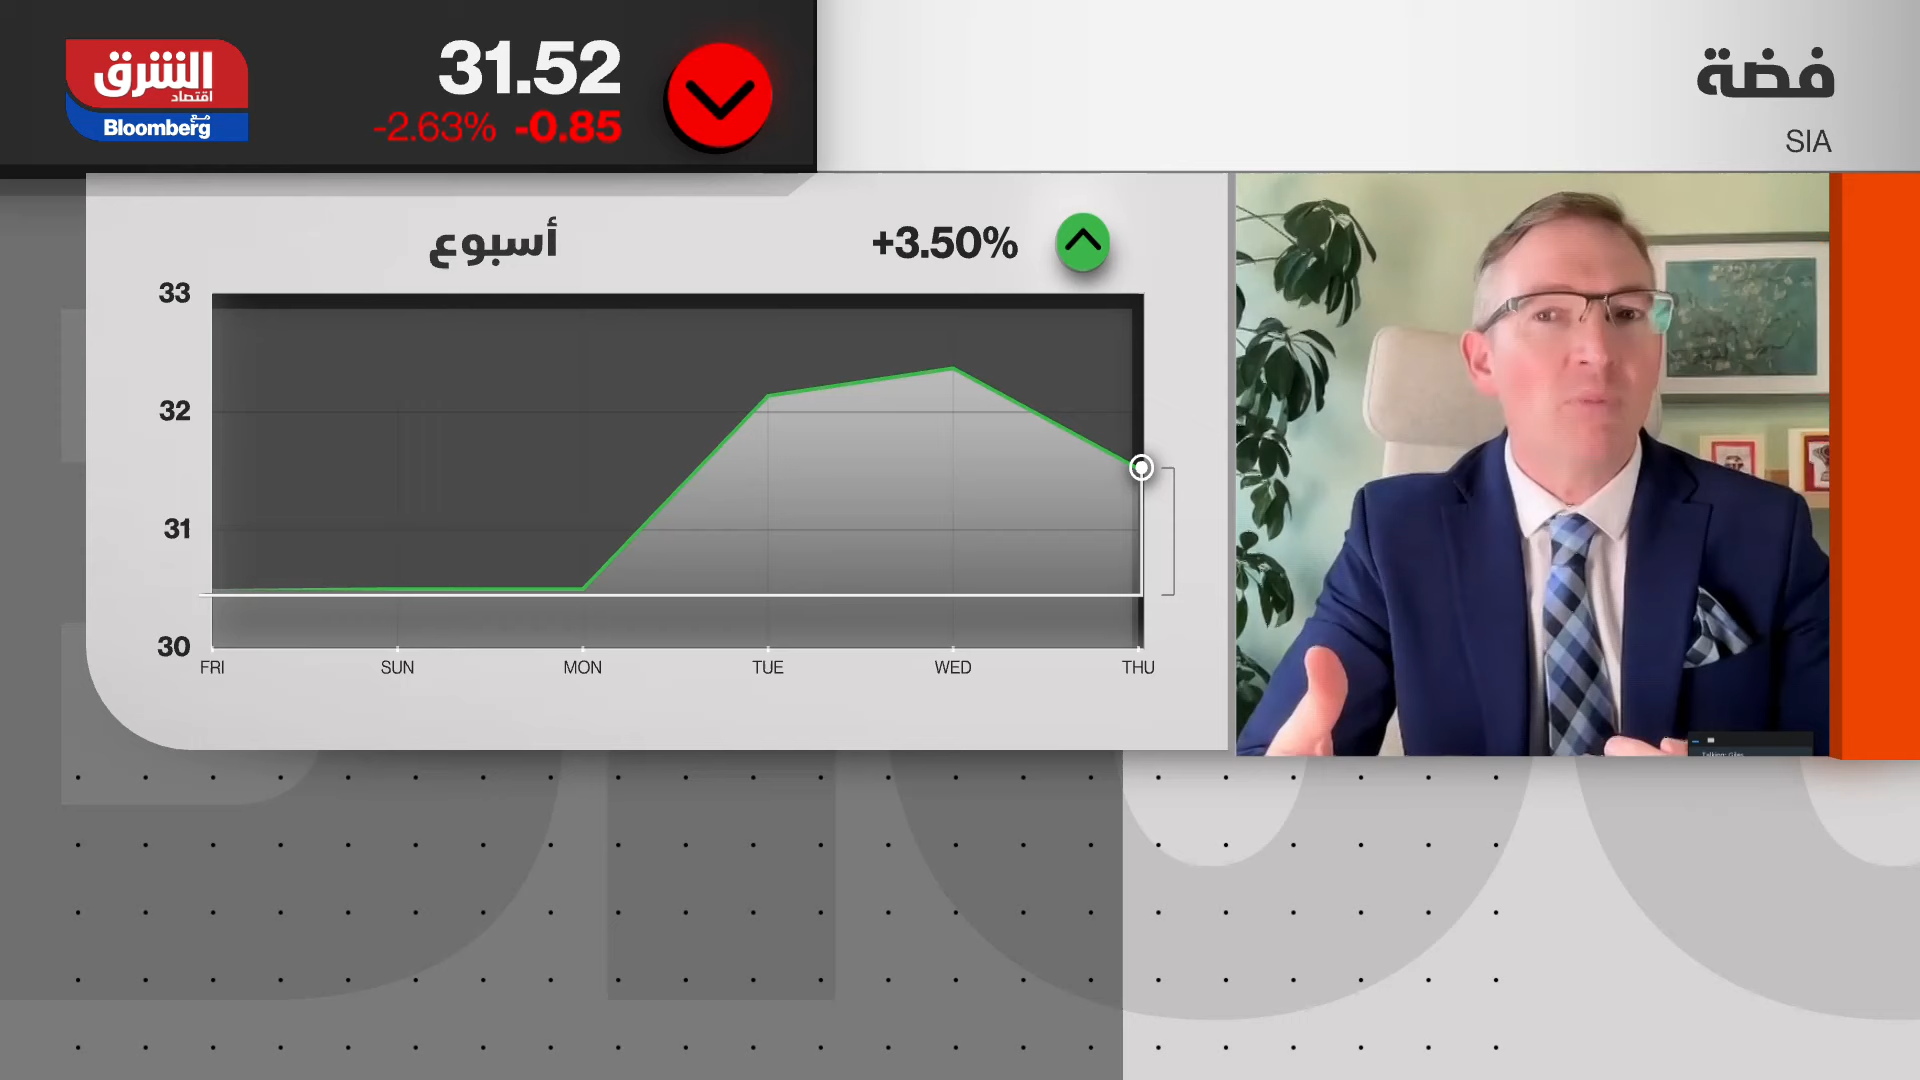 الشرق
اقتصاد
مع
Bloomberg
31.52
-2.63% -0.85
فضة
SIA
أسبوع
+3.50%
33
32
31
30
FRI SUN MON TUE WED THU